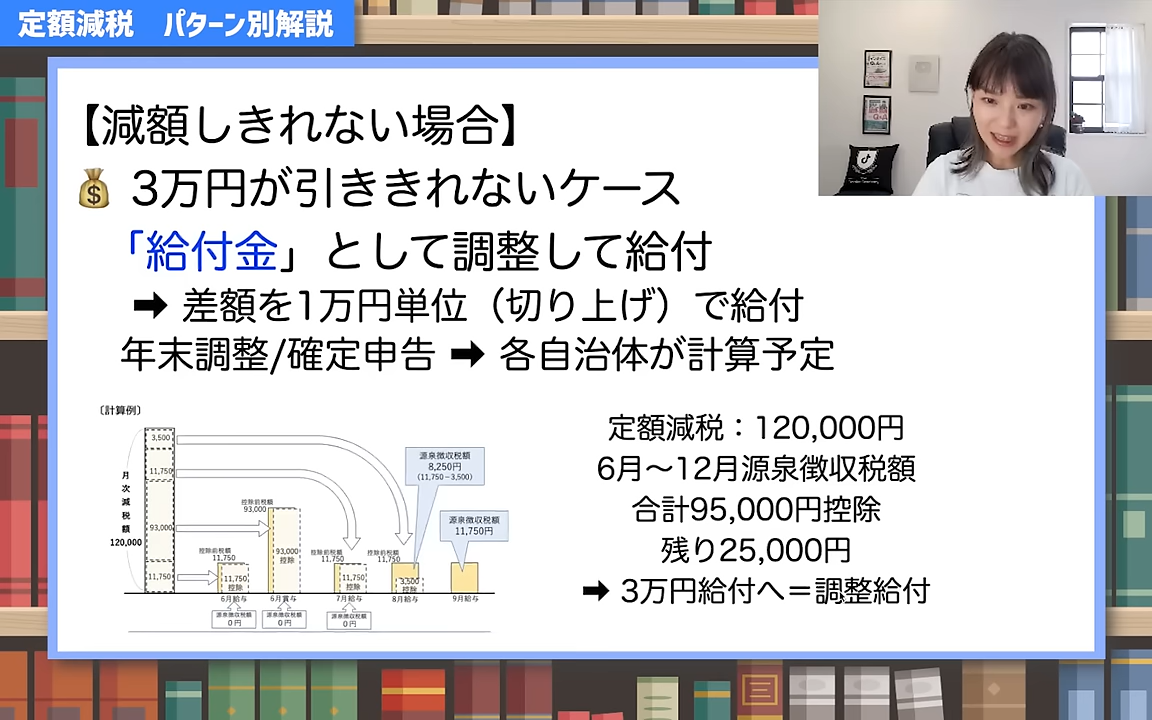 定額減税 パターン別解説
【減額しきれない場合】
3万円が引ききれないケース
「給付金」として調整して給付
➡ 差額を1万円単位（切り上げ）で給付
年末調整/確定申告 ➡ 各自治体が計算予定
〔計算例〕
月次減税額
120,000
3,500
11,750
93,000
11,750
控除前税額
11,750
11,750
控除
6月給与
源泉徴収税額
0円
控除前税額
93,000
93,000
控除
6月賞与
源泉徴収税額
0円
控除前税額
11,750
11,750
控除
7月給与
源泉徴収税額
0円
控除前税額
11,750
3,500
控除
8月給与
源泉徴収税額
8,250円
(11,750－3,500)
源泉徴収税額
11,750円
9月給与
定額減税：120,000円
6月～12月源泉徴収税額
合計95,000円控除
残り25,000円
➡ 3万円給付へ＝調整給付
Q&A